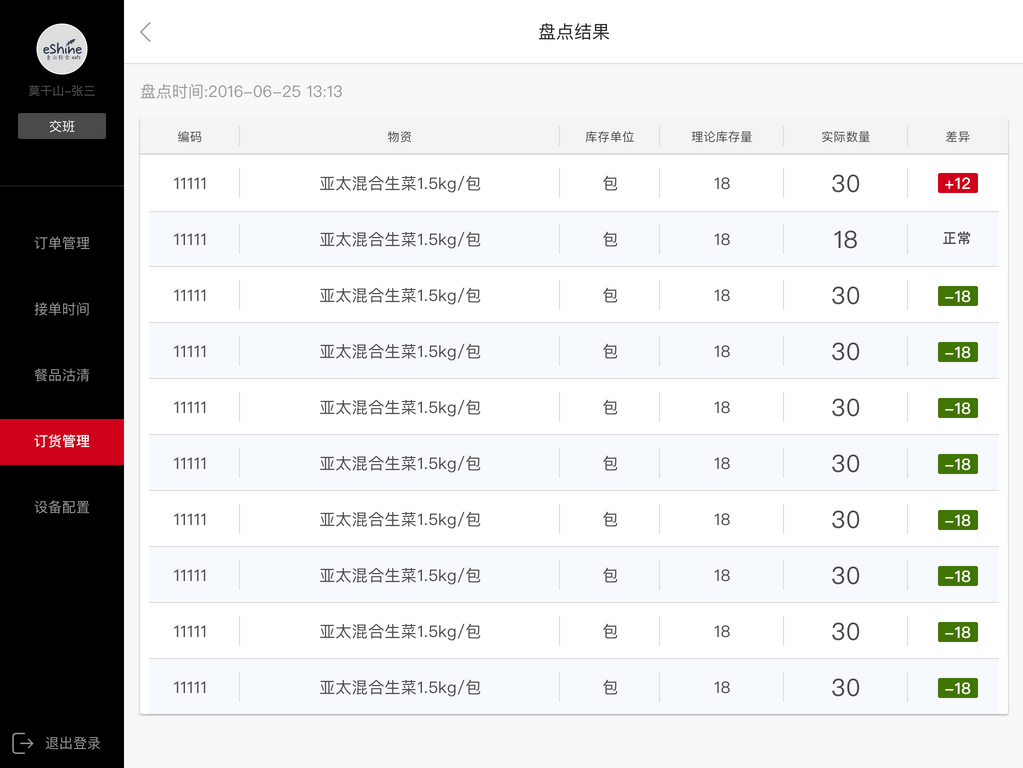 eShine
莫干山-张三
交班
订单管理
接单时间
餐品沽清
订货管理
设备配置
退出登录
盘点结果
盘点时间:2016-06-25 13:13
编码 物资 库存单位 理论库存量 实际数量 差异
11111 亚太混合生菜1.5kg/包 包 18 30 +12
11111 亚太混合生菜1.5kg/包 包 18 18 正常
11111 亚太混合生菜1.5kg/包 包 18 30 -18
11111 亚太混合生菜1.5kg/包 包 18 30 -18
11111 亚太混合生菜1.5kg/包 包 18 30 -18
11111 亚太混合生菜1.5kg/包 包 18 30 -18
11111 亚太混合生菜1.5kg/包 包 18 30 -18
11111 亚太混合生菜1.5kg/包 包 18 30 -18
11111 亚太混合生菜1.5kg/包 包 18 30 -18
11111 亚太混合生菜1.5kg/包 包 18 30 -18